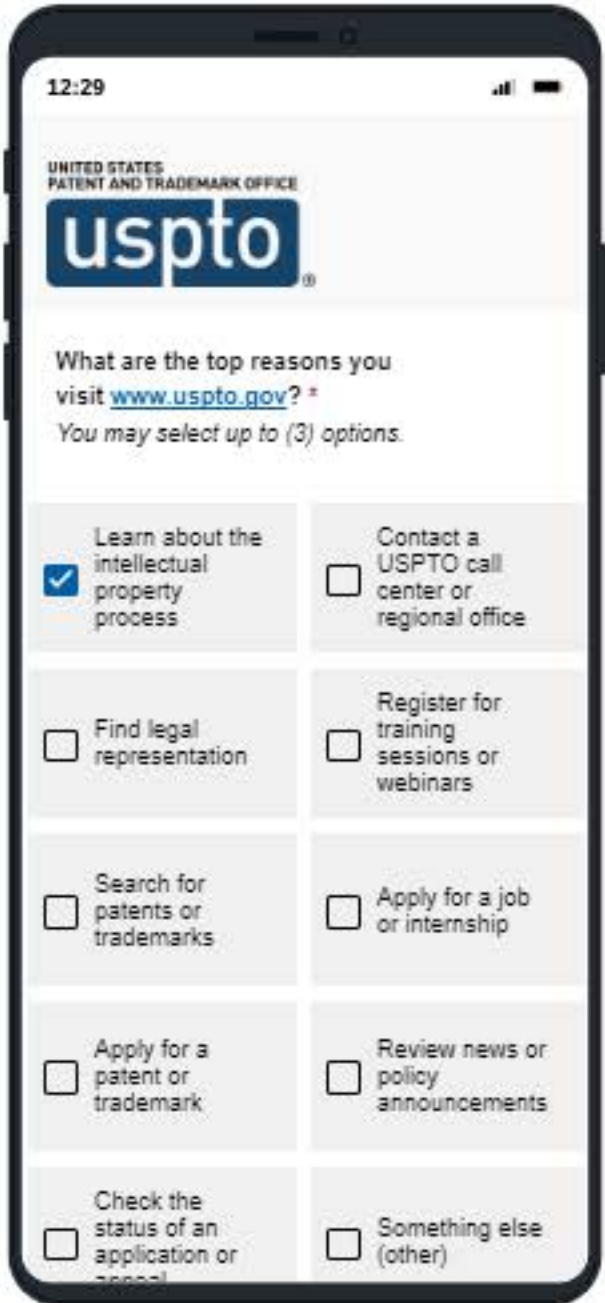 12:29
UNITED STATES
PATENT AND TRADEMARK OFFICE
uspto®
What are the top reasons you
visit www.uspto.gov? *
You may select up to (3) options.
Learn about the
intellectual
property
process
Contact a
USPTO call
center or
regional office
Find legal
representation
Register for
training
sessions or
webinars
Search for
patents or
trademarks
Apply for a job
or internship
Apply for a
patent or
trademark
Review news or
policy
announcements
Check the
status of an
application or
appeal
Something else
(other)